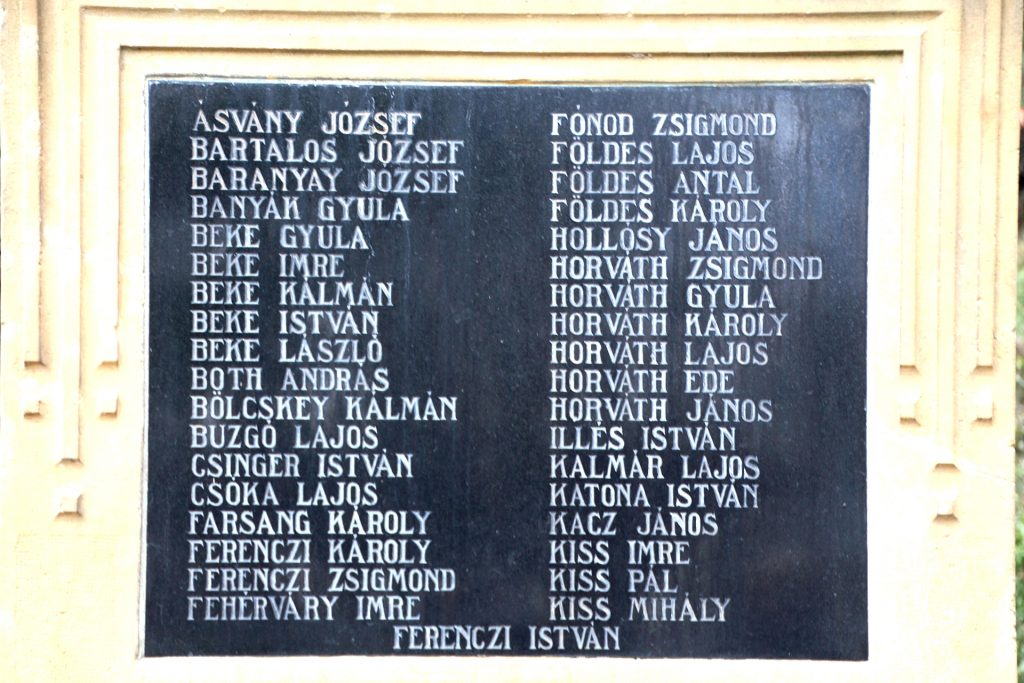 ÁSVÁNY JÓZSEF
BARTALOS JÓZSEF
BARANYAY JÓZSEF
BANYÁK GYULA
BEKE GYULA
BEKE IMRE
BEKE KÁLMÁN
BEKE ISTVÁN
BEKE LÁSZLÓ
BOTH ANDRÁS
BÖLCSKEY KÁLMÁN
BUZGÓ LAJOS
CSINGER ISTVÁN
CSÓKA LAJOS
FARSANG KÁROLY
FERENCZI KÁROLY
FERENCZI ZSIGMOND
FEHÉRVÁRY IMRE
FÓNOD ZSIGMOND
FÖLDES LAJOS
FÖLDES ANTAL
FÖLDES KÁROLY
HOLLÓSY JÁNOS
HORVÁTH ZSIGMOND
HORVÁTH GYULA
HORVÁTH KÁROLY
HORVÁTH LAJOS
HORVÁTH EDE
HORVÁTH JÁNOS
ILLÉS ISTVÁN
KALMÁR LAJOS
KATONA ISTVÁN
KACZ JÁNOS
KISS IMRE
KISS PÁL
KISS MIHÁLY
FERENCZI ISTVÁN